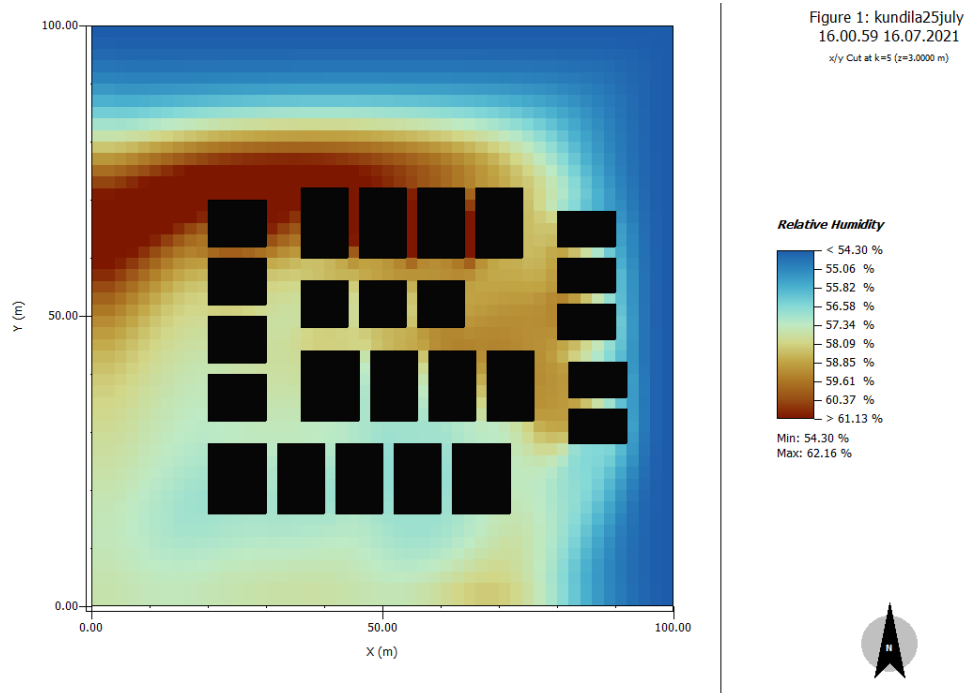 Figure 1: kundila25july
16.00.59 16.07.2021
x/y Cut at k=5 (z=3.0000 m)
100.00
50.00
0.00
Y (m)
0.00
50.00
100.00
X (m)
Relative Humidity
< 54.30 %
55.06 %
55.82 %
56.58 %
57.34 %
58.09 %
58.85 %
59.61 %
60.37 %
> 61.13 %
Min: 54.30 %
Max: 62.16 %
N